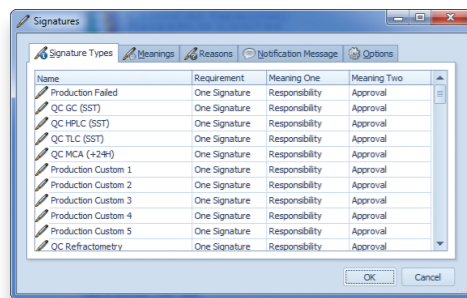 Signatures
Signature Types Meanings Reasons Notification Message Options
Name Requirement Meaning One Meaning Two
Production Failed One Signature Responsibility Approval
QC GC (SST) One Signature Responsibility Approval
QC HPLC (SST) One Signature Responsibility Approval
QC TLC (SST) One Signature Responsibility Approval
QC MCA (+24H) One Signature Responsibility Approval
Production Custom 1 One Signature Responsibility Approval
Production Custom 2 One Signature Responsibility Approval
Production Custom 3 One Signature Responsibility Approval
Production Custom 4 One Signature Responsibility Approval
Production Custom 5 One Signature Responsibility Approval
QC Refractometry One Signature Responsibility Approval
OK Cancel